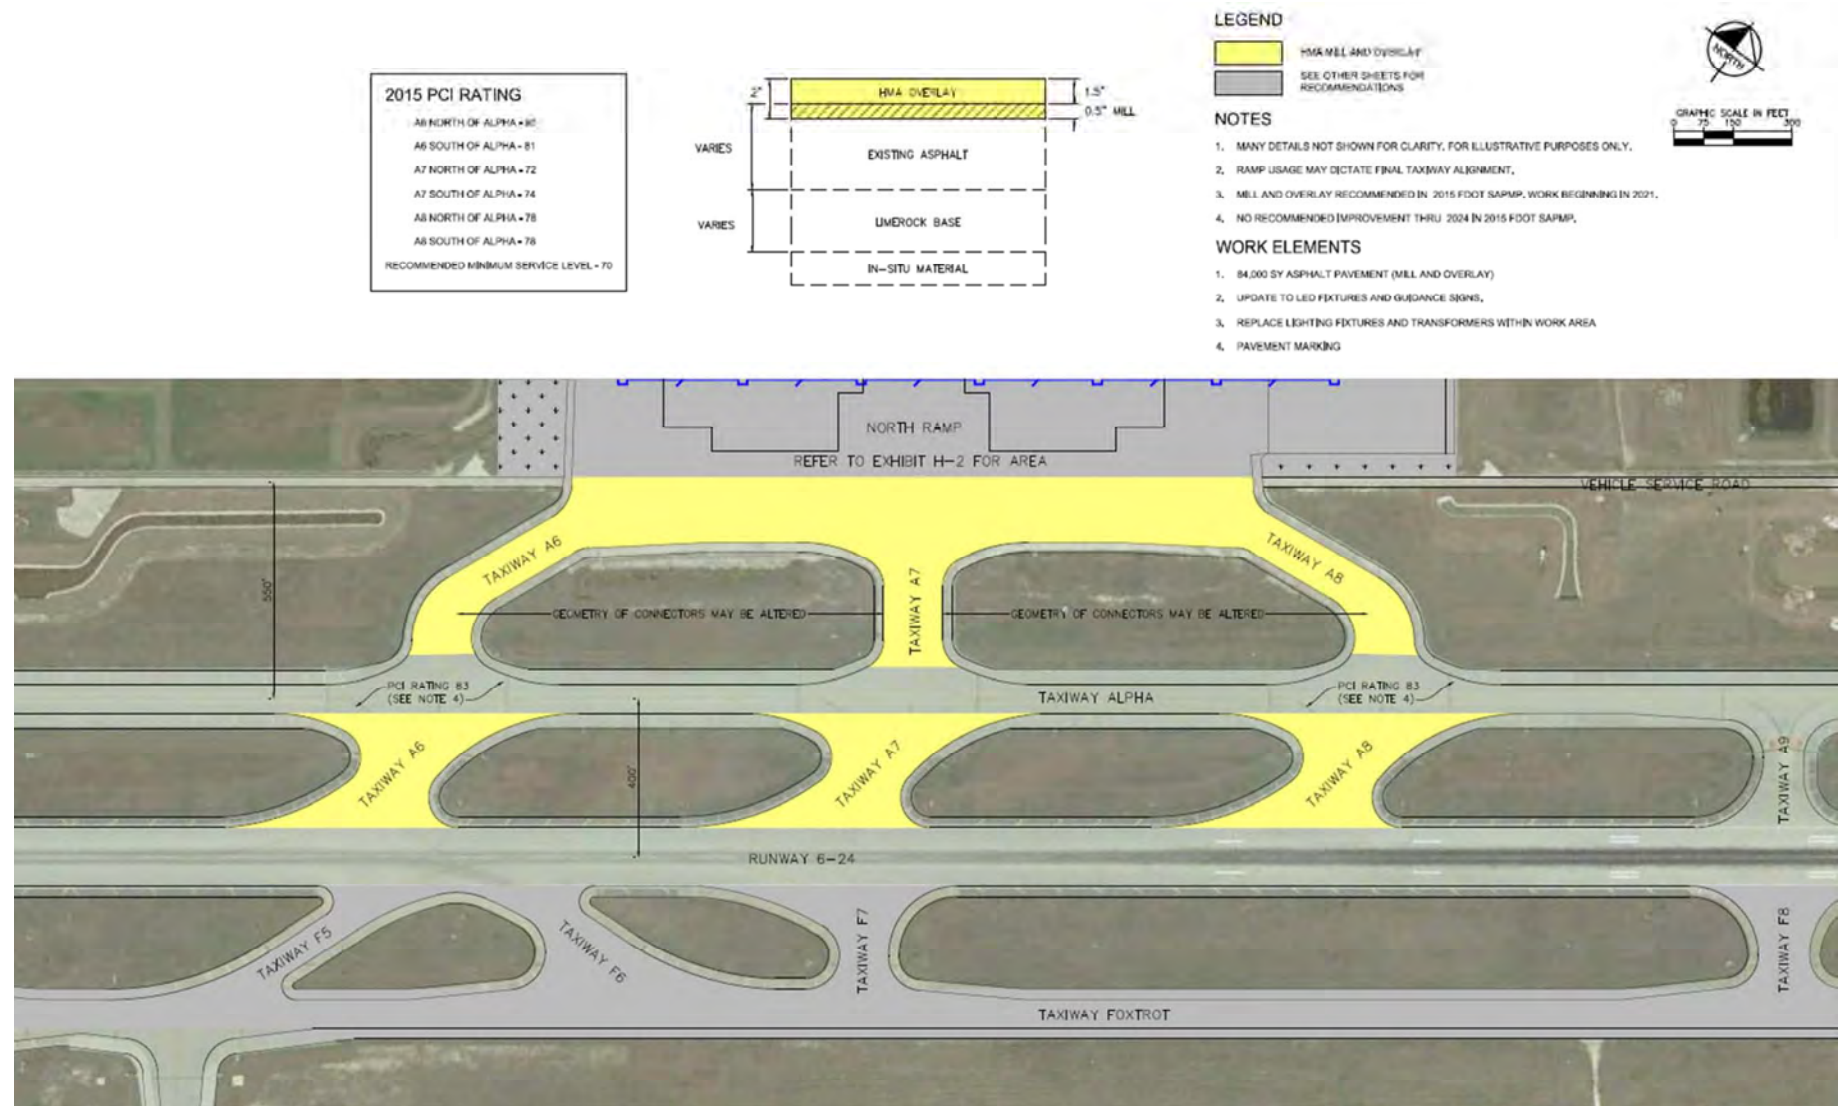 LEGEND
HMA MILL AND OVERLAY
SEE OTHER SHEETS FOR
RECOMMENDATIONS
NORTH
GRAPHIC SCALE IN FEET
0 75 150 300
2015 PCI RATING
A6 NORTH OF ALPHA -
A6 SOUTH OF ALPHA - 81
A7 NORTH OF ALPHA - 72
A7 SOUTH OF ALPHA - 74
A8 NORTH OF ALPHA - 78
A8 SOUTH OF ALPHA - 78
RECOMMENDED MINIMUM SERVICE LEVEL - 70
2"
HMA OVERLAY
1.5"
0.5" MILL
VARIES
EXISTING ASPHALT
VARIES
LIMEROCK BASE
IN-SITU MATERIAL
NOTES
1. MANY DETAILS NOT SHOWN FOR CLARITY. FOR ILLUSTRATIVE PURPOSES ONLY.
2. RAMP USAGE MAY DICTATE FINAL TAXIWAY ALIGNMENT.
3. MILL AND OVERLAY RECOMMENDED IN 2015 FDOT SAPMP. WORK BEGINNING IN 2021.
4. NO RECOMMENDED IMPROVEMENT THRU 2024 IN 2015 FDOT SAPMP.
WORK ELEMENTS
1. 84,000 SY ASPHALT PAVEMENT (MILL AND OVERLAY)
2. UPDATE TO LED FIXTURES AND GUIDANCE SIGNS.
3. REPLACE LIGHTING FIXTURES AND TRANSFORMERS WITHIN WORK AREA
4. PAVEMENT MARKING
NORTH RAMP
REFER TO EXHIBIT H-2 FOR AREA
VEHICLE SERVICE ROAD
TAXIWAY A6
TAXIWAY A7
TAXIWAY A8
550'
GEOMETRY OF CONNECTORS MAY BE ALTERED
GEOMETRY OF CONNECTORS MAY BE ALTERED
PCI RATING 83
(SEE NOTE 4)
TAXIWAY ALPHA
PCI RATING 83
(SEE NOTE 4)
TAXIWAY A6
400'
TAXIWAY A7
TAXIWAY A8
TAXIWAY A9
RUNWAY 6-24
TAXIWAY F5
TAXIWAY F6
TAXIWAY F7
TAXIWAY F8
TAXIWAY FOXTROT